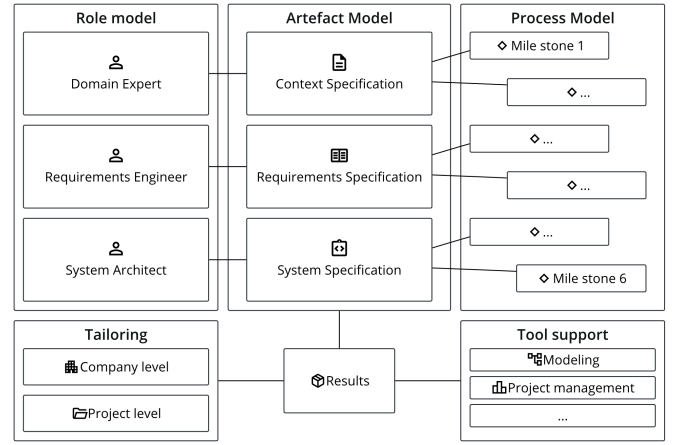 Role model
Domain Expert
Requirements Engineer
System Architect
Artefact Model
Context Specification
Requirements Specification
System Specification
Process Model
Mile stone 1
...
...
...
...
Mile stone 6
Tailoring
Company level
Project level
Results
Tool support
Modeling
Project management
...